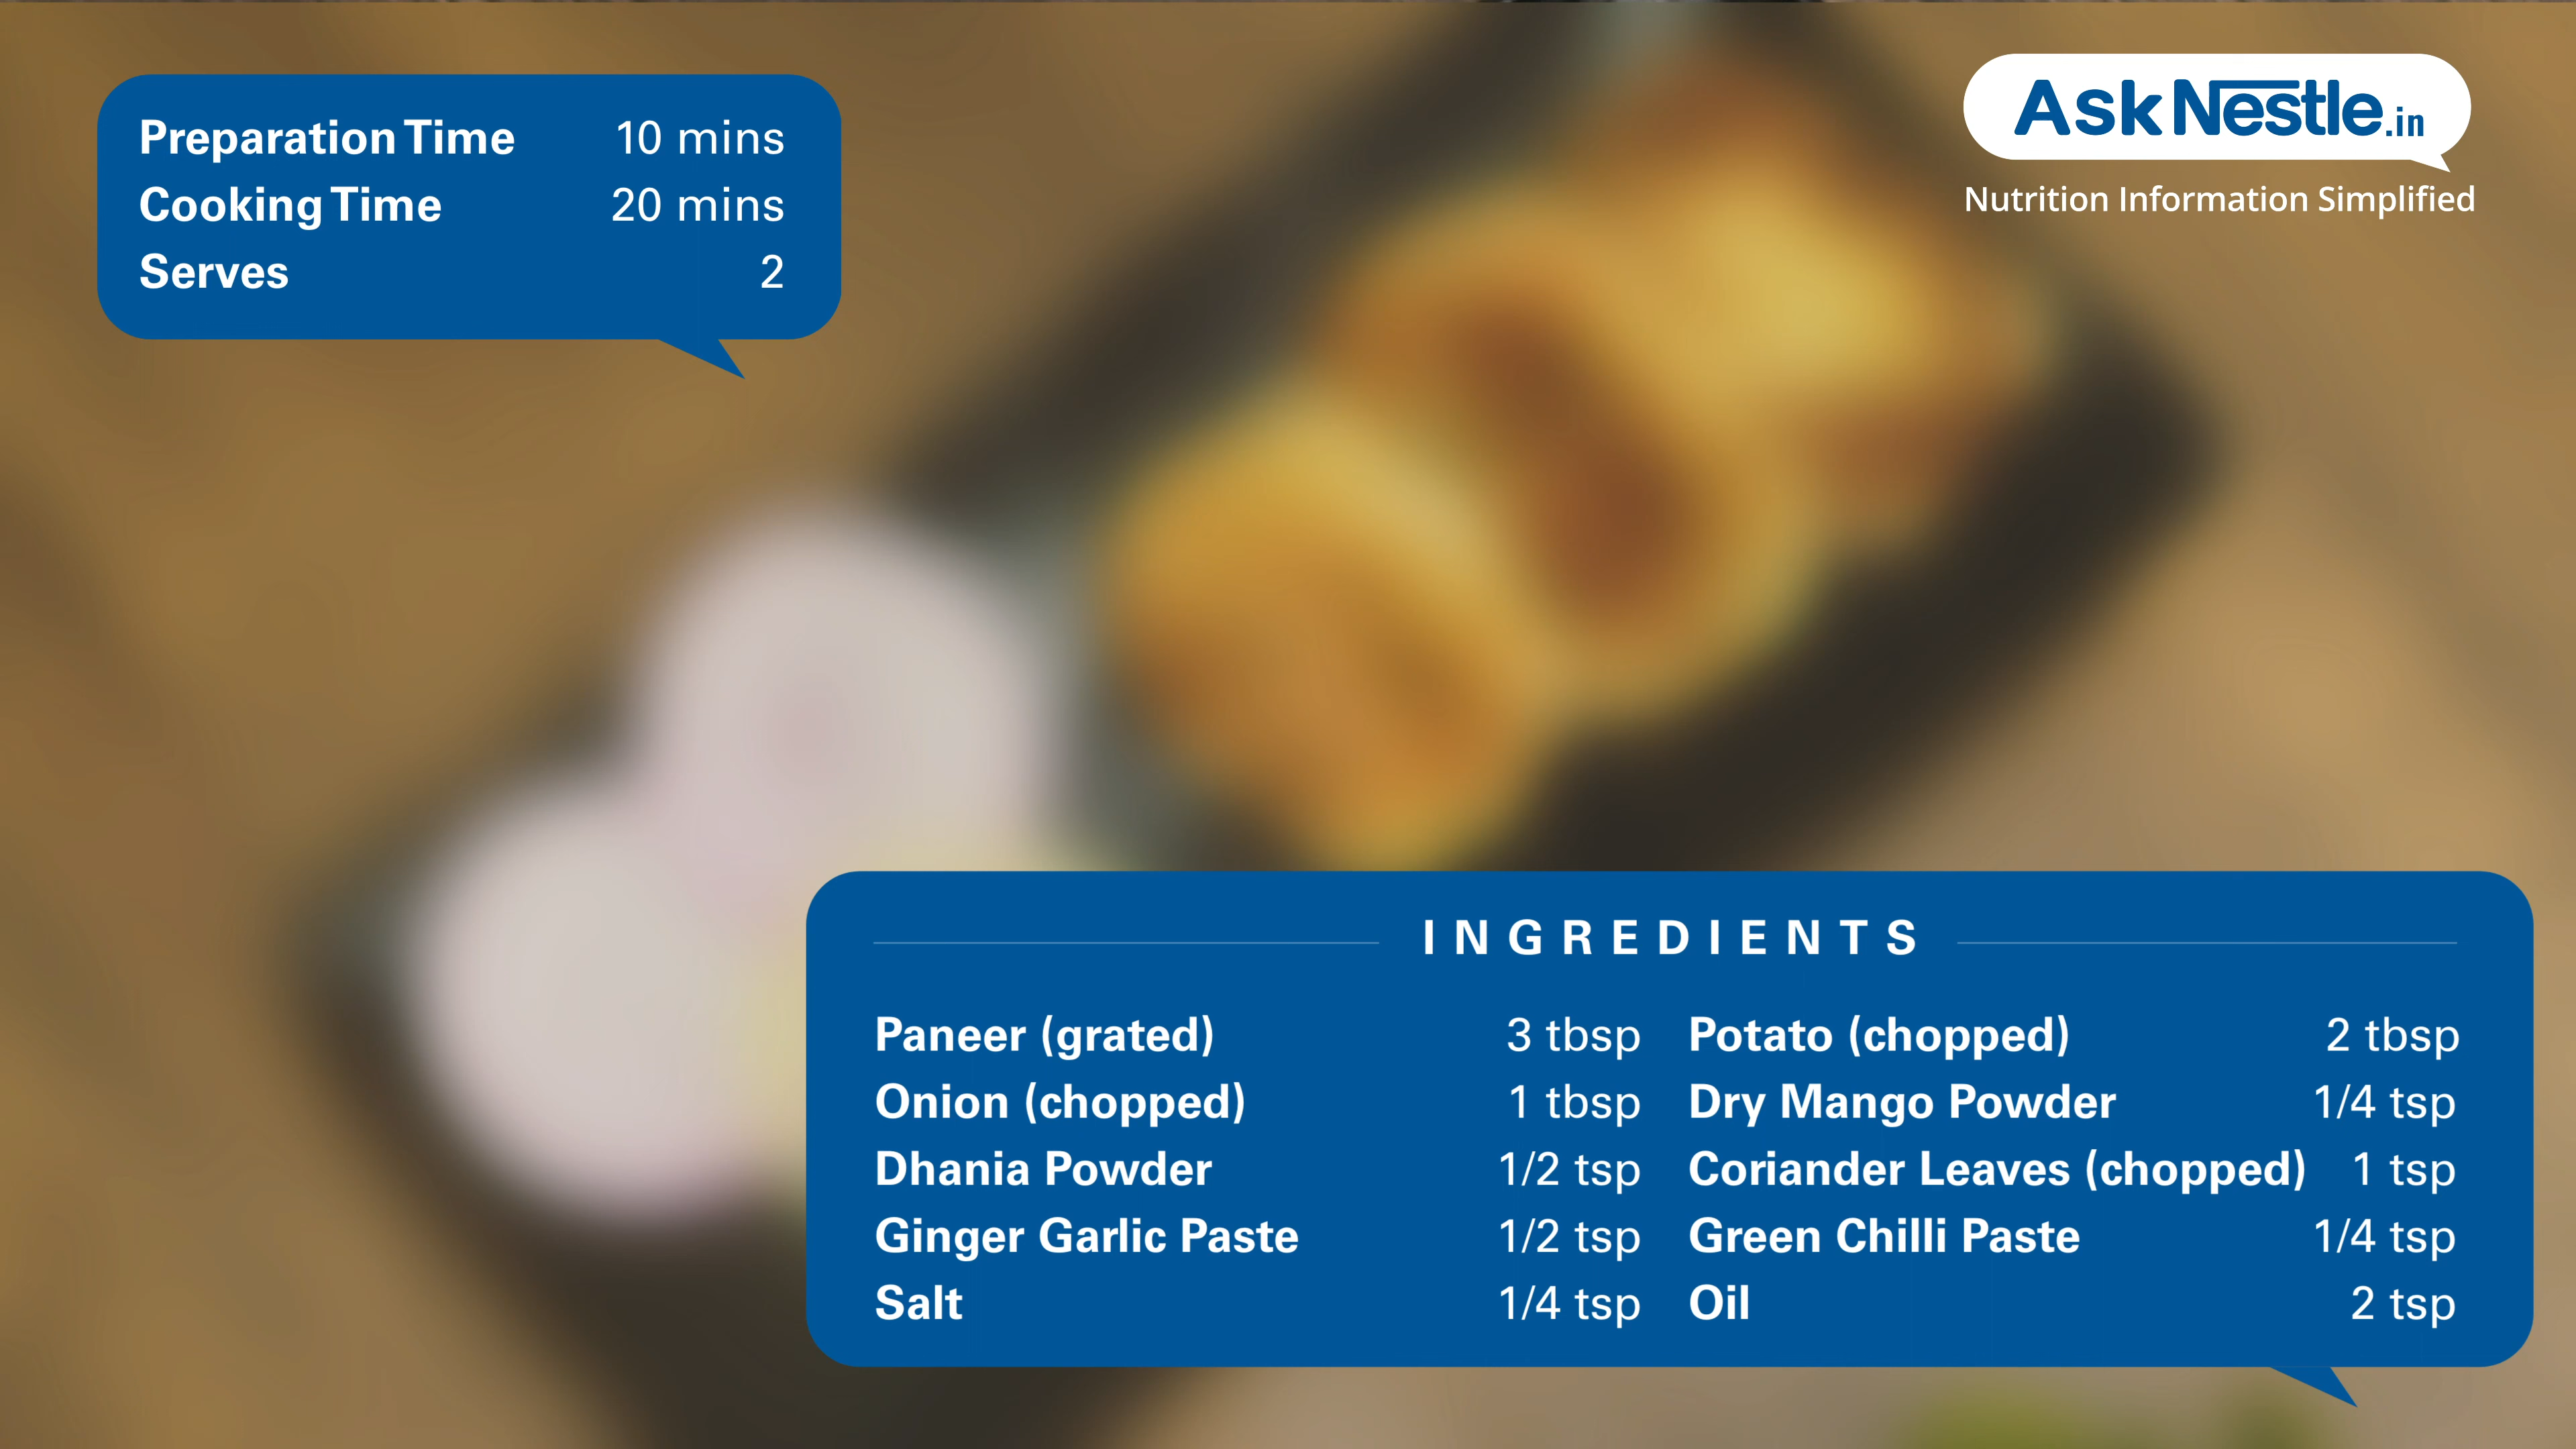 Preparation Time 10 mins
Cooking Time 20 mins
Serves 2
AskNestle.in
Nutrition Information Simplified
INGREDIENTS
Paneer (grated) 3 tbsp Potato (chopped) 2 tbsp
Onion (chopped) 1 tbsp Dry Mango Powder 1/4 tsp
Dhania Powder 1/2 tsp Coriander Leaves (chopped) 1 tsp
Ginger Garlic Paste 1/2 tsp Green Chilli Paste 1/4 tsp
Salt 1/4 tsp Oil 2 tsp